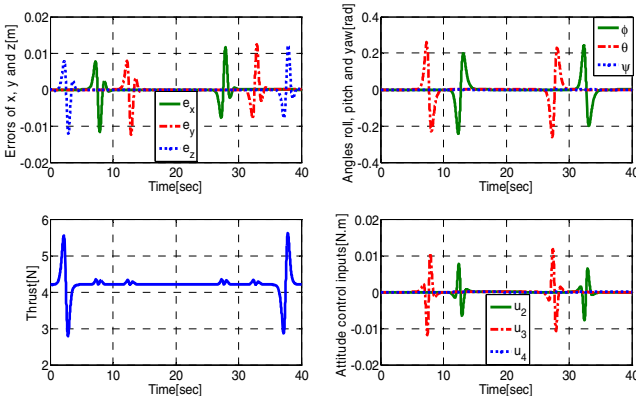 Errors of x, y and z[m]
0.02
0.01
0
-0.01
-0.02
0 10 20 30 40
Time[sec]
e_x
e_y
e_z
Angles roll, pitch and yaw[rad]
0.4
0.2
0
-0.2
-0.4
0 10 20 30 40
Time[sec]
ϕ
θ
ψ
Thrust[N]
6
5
4
3
2
0 10 20 30 40
Time[sec]
Attitude control inputs[N.m]
0.02
0.01
0
-0.01
-0.02
0 10 20 30 40
Time[sec]
u_2
u_3
u_4